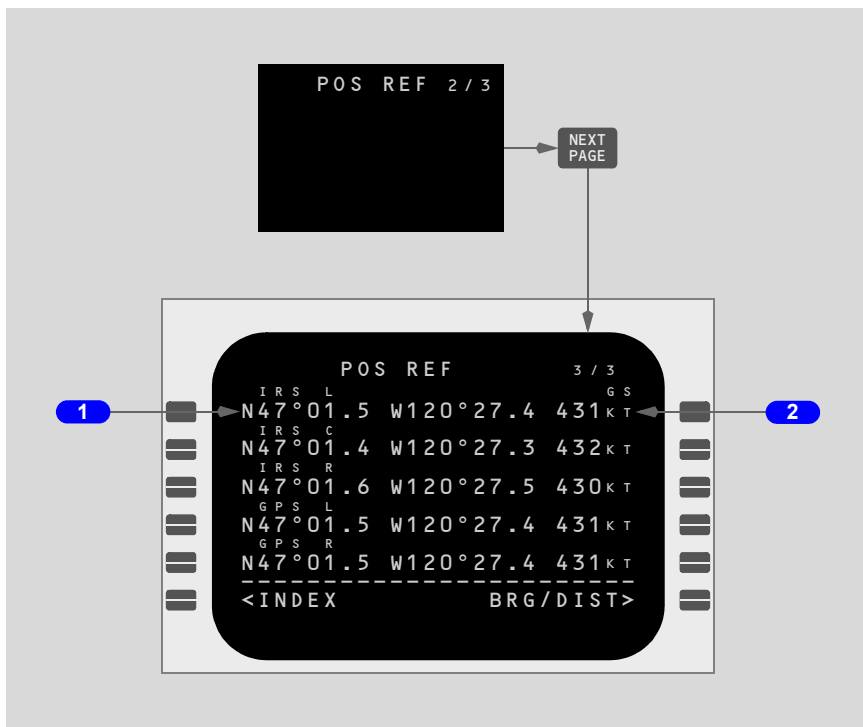 POS REF 2/3
NEXT
PAGE
POS REF 3/3
IRS L GS
1 N47°01.5 W120°27.4 431KT 2
IRS C
N47°01.4 W120°27.3 432KT
IRS R
N47°01.6 W120°27.5 430KT
GPS L
N47°01.5 W120°27.4 431KT
GPS R
N47°01.5 W120°27.4 431KT
<INDEX BRG/DIST>